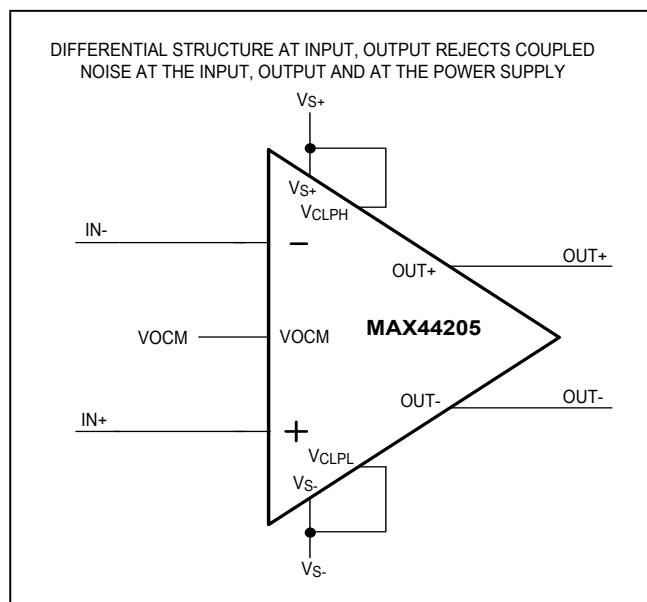 DIFFERENTIAL STRUCTURE AT INPUT, OUTPUT REJECTS COUPLED
NOISE AT THE INPUT, OUTPUT AND AT THE POWER SUPPLY
VS+
VS+
VCLPH
IN-
−
OUT+
OUT+
VOCM
VOCM
MAX44205
OUT-
OUT-
IN+
+
VCLPL
VS-
VS-